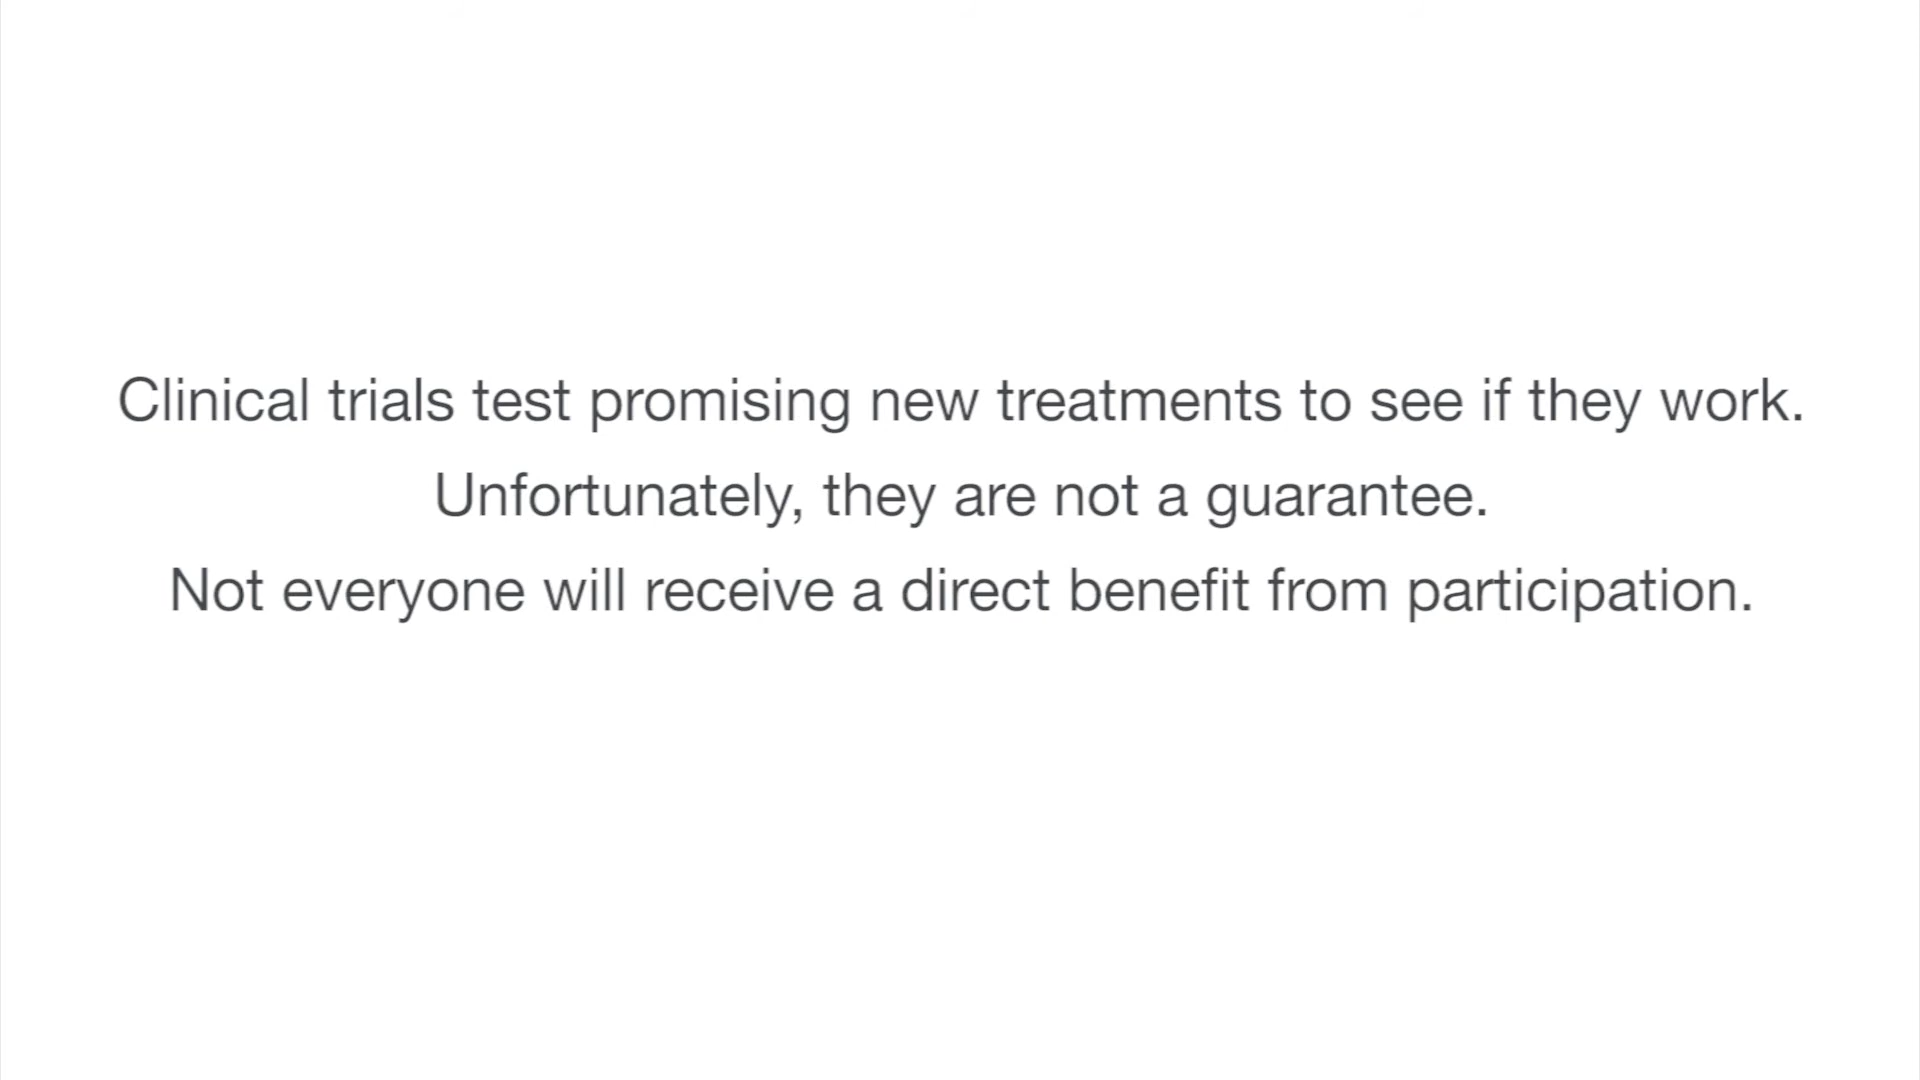 Clinical trials test promising new treatments to see if they work.
Unfortunately, they are not a guarantee.
Not everyone will receive a direct benefit from participation.